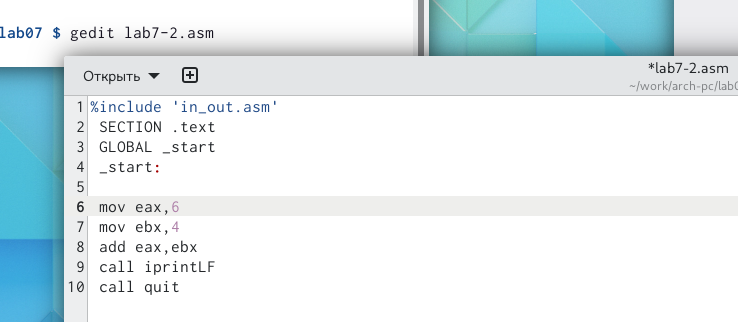 lab07 $ gedit lab7-2.asm
Открыть
*lab7-2.asm
~/work/arch-pc/lab0
1 %include 'in_out.asm'
2 SECTION .text
3 GLOBAL _start
4 _start:
5
6 mov eax,6
7 mov ebx,4
8 add eax,ebx
9 call iprintLF
10 call quit